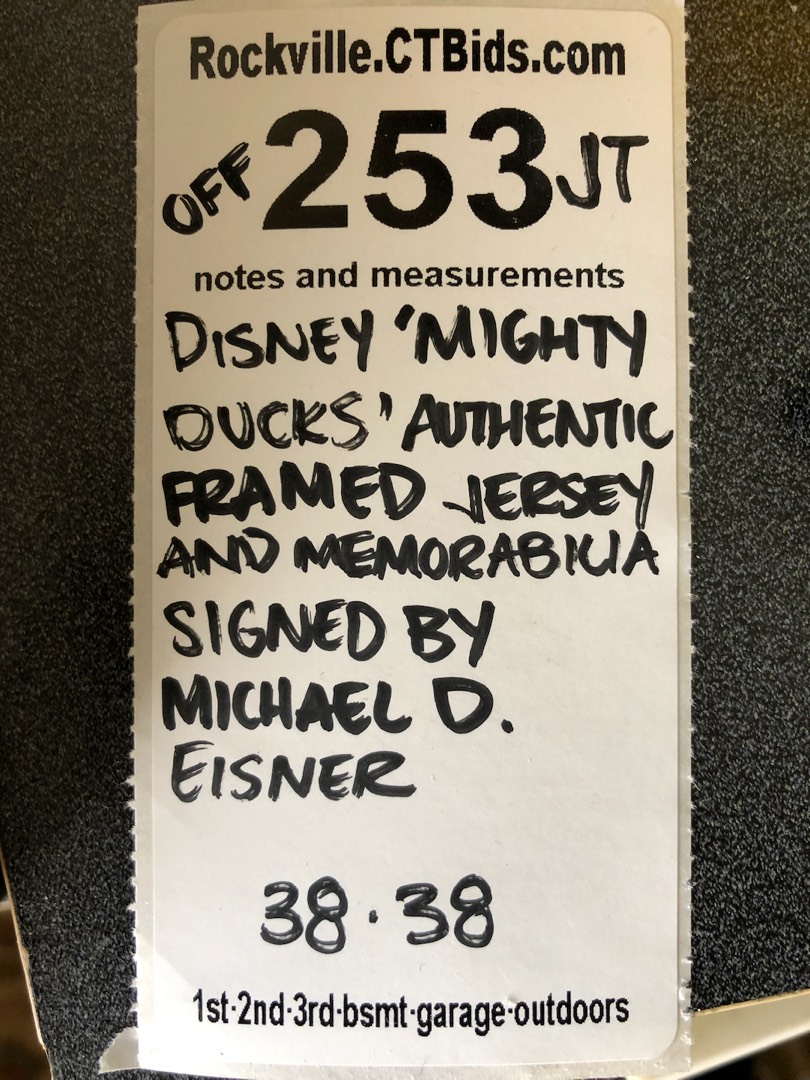 Rockville.CTBids.com
OFF 253 JT
notes and measurements
DISNEY 'MIGHTY
DUCKS' AUTHENTIC
FRAMED JERSEY
AND MEMORABILIA
SIGNED BY
MICHAEL D.
EISNER
38 · 38
1st·2nd·3rd·bsmt·garage·outdoors